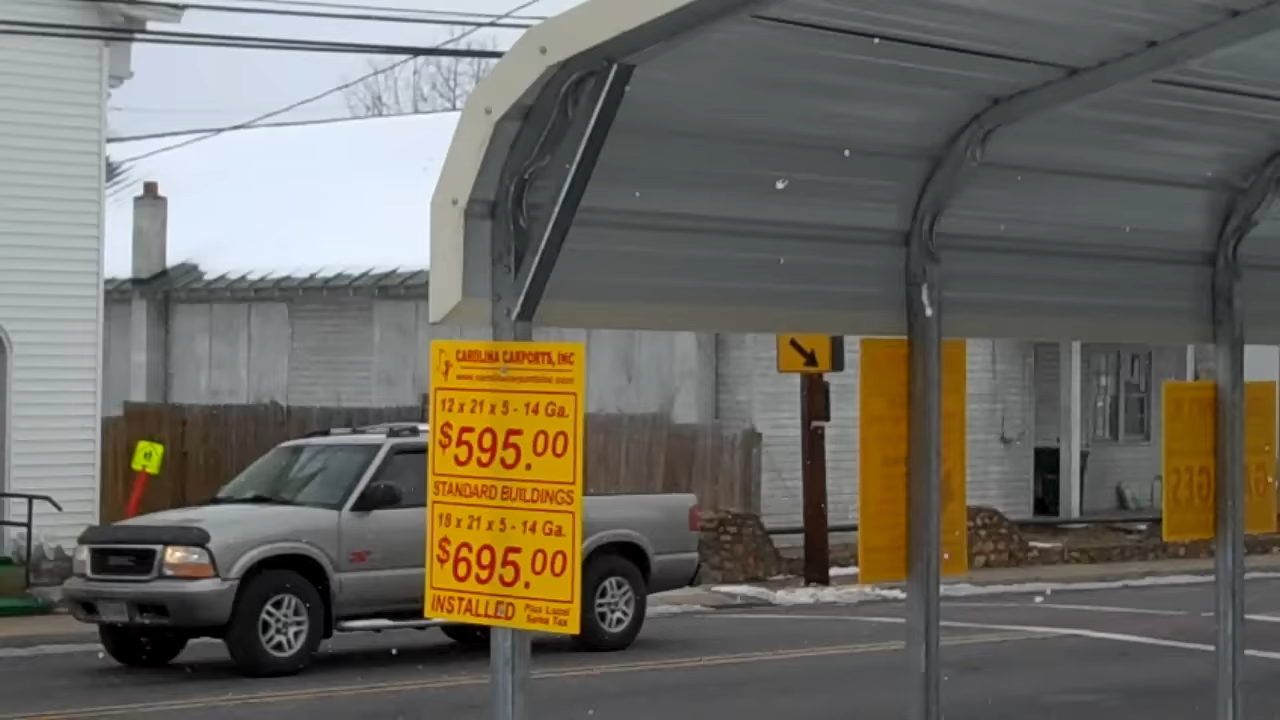 CAROLINA CARPORTS, INC
12 x 21 x 5 - 14 Ga.
$595.00
STANDARD BUILDINGS
18 x 21 x 5 - 14 Ga.
$695.00
INSTALLED Plus Local
Sales Tax